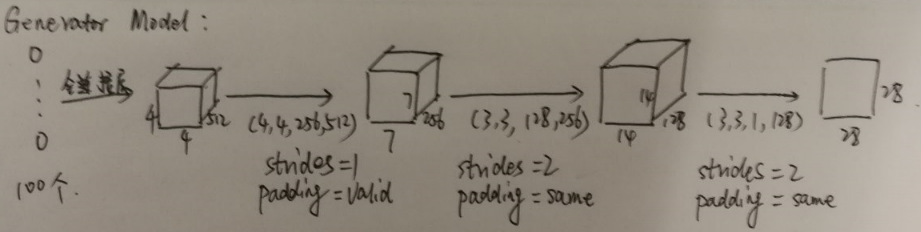 Generator Model :
0
全连接层
0
100个.
4
4
512
(4,4,256,512)
strides=1
padding=valid
7
7
256
(3,3,128,256)
strides=2
padding=same
14
14
128
(3,3,1,128)
strides=2
padding=same
28
28